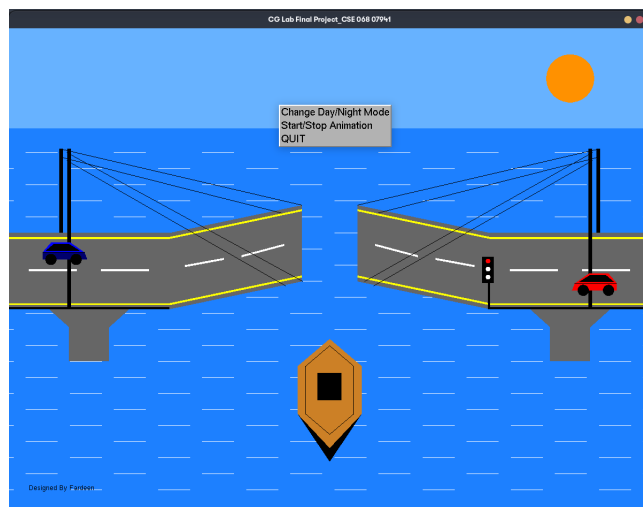 CG Lab Final Project_CSE 068 07941
Change Day/Night Mode
Start/Stop Animation
QUIT
Designed By Fardeen